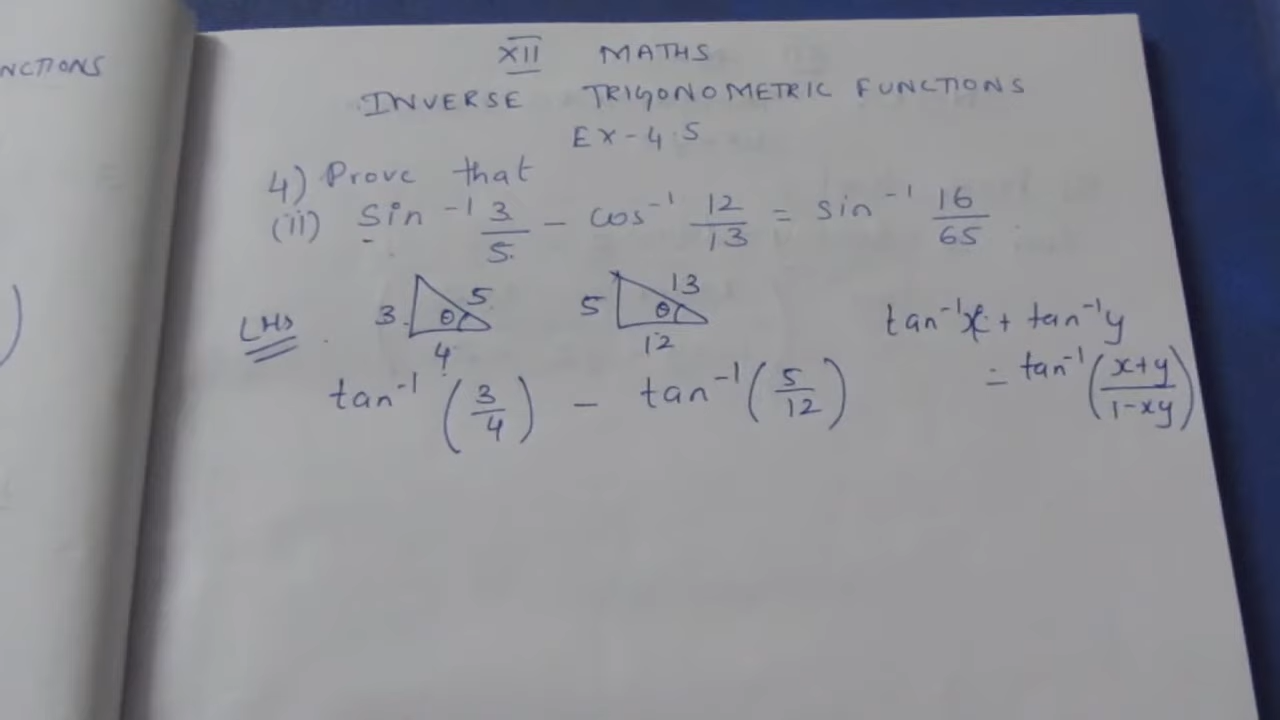 NCTIONS
XII MATHS
INVERSE TRIGONOMETRIC FUNCTIONS
EX-4.5
4) Prove that
(ii) Sin⁻¹ 3/5 - cos⁻¹ 12/13 = sin⁻¹ 16/65
LHS 3 5 θ 4 5 13 θ 12
tan⁻¹x + tan⁻¹y
= tan⁻¹(x+y/1-xy)
tan⁻¹(3/4) - tan⁻¹(5/12)